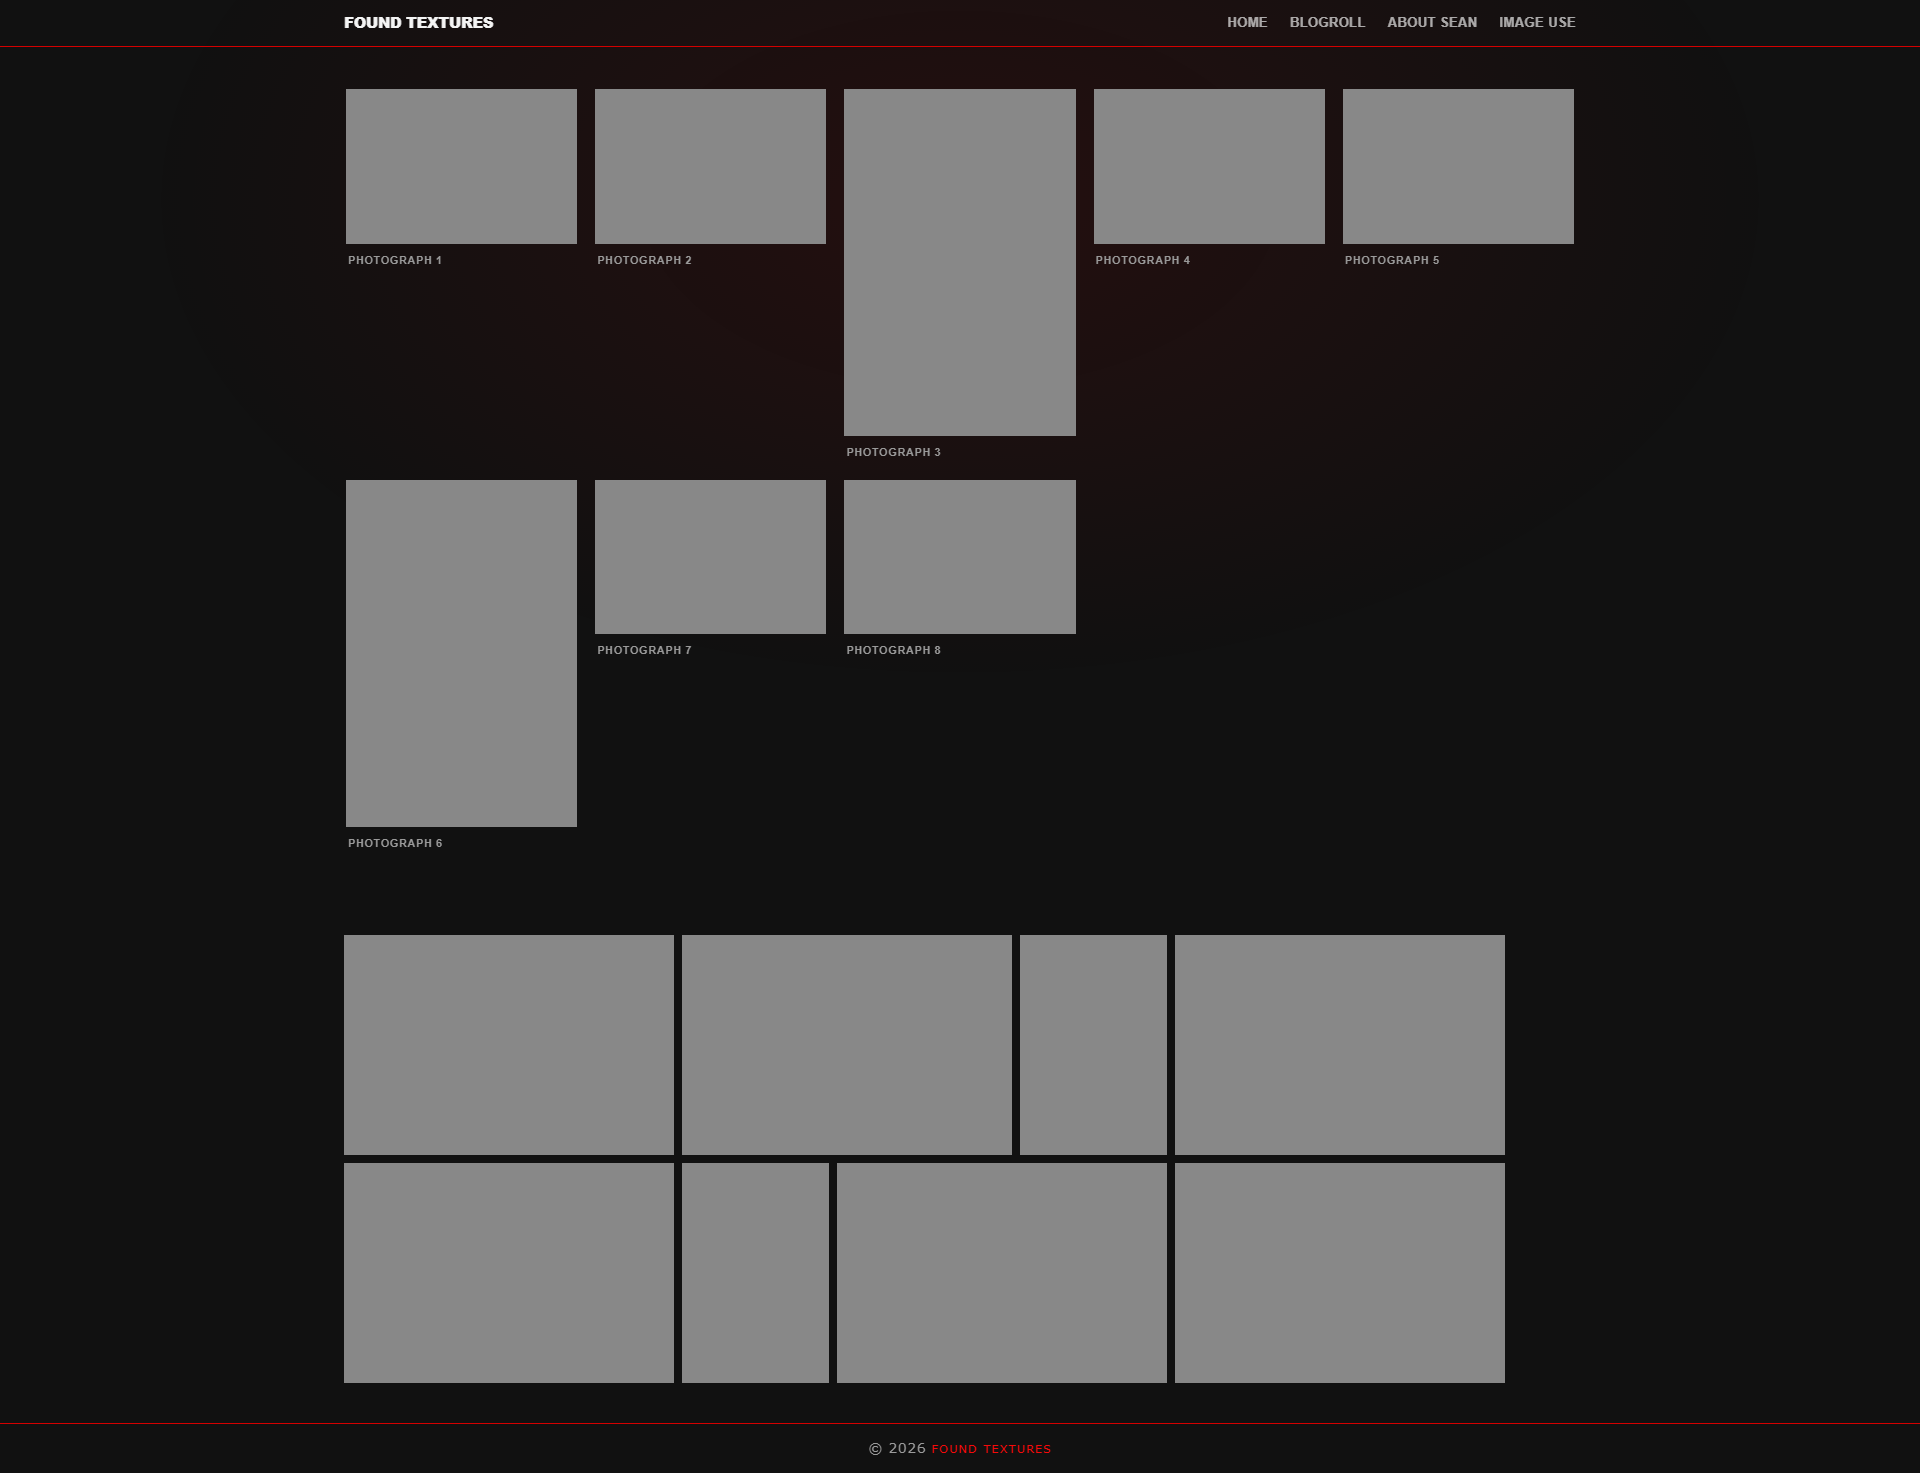 FOUND TEXTURES
HOME BLOGROLL ABOUT SEAN IMAGE USE
PHOTOGRAPH 1
PHOTOGRAPH 2
PHOTOGRAPH 4
PHOTOGRAPH 5
PHOTOGRAPH 3
PHOTOGRAPH 7
PHOTOGRAPH 8
PHOTOGRAPH 6
© 2026 FOUND TEXTURES